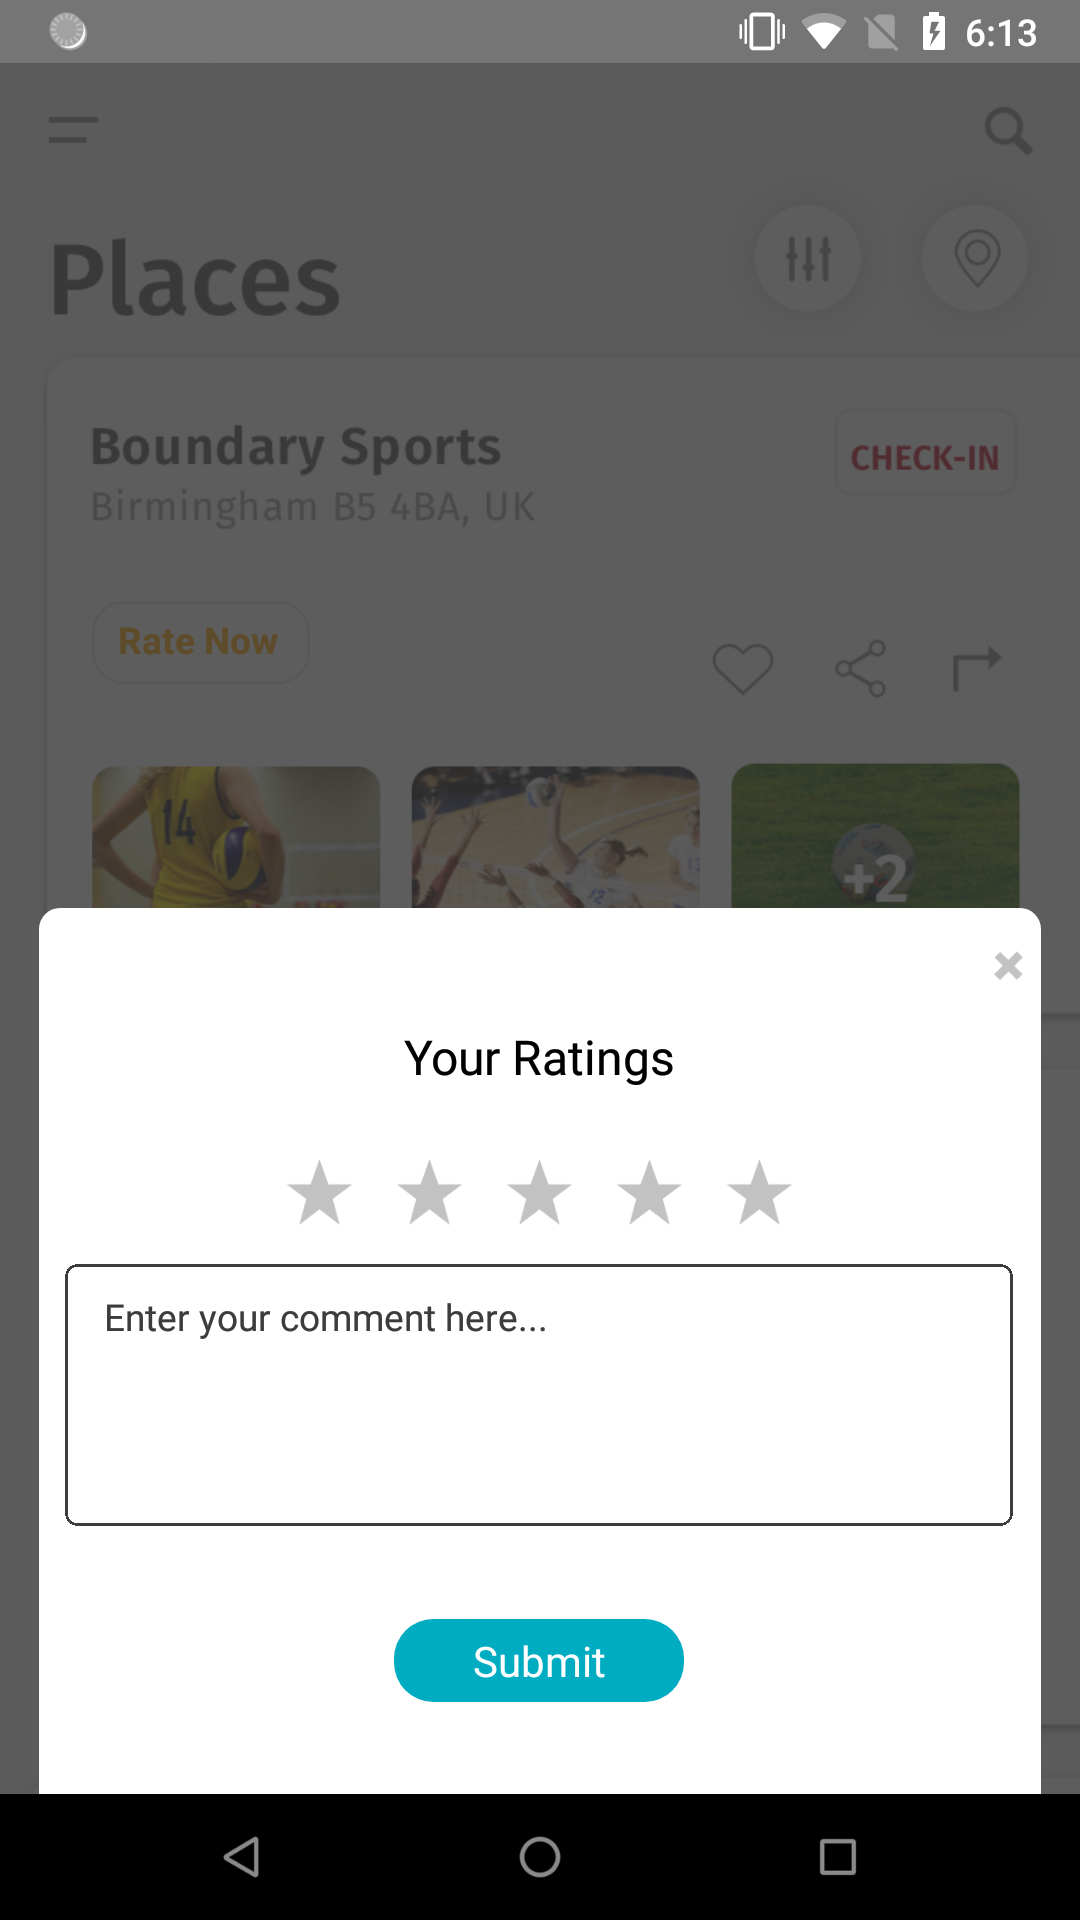 6:13
Places
Boundary Sports
CHECK-IN
Birmingham B5 4BA, UK
Rate Now
14
+2
12
Your Ratings
Enter your comment here...
Submit